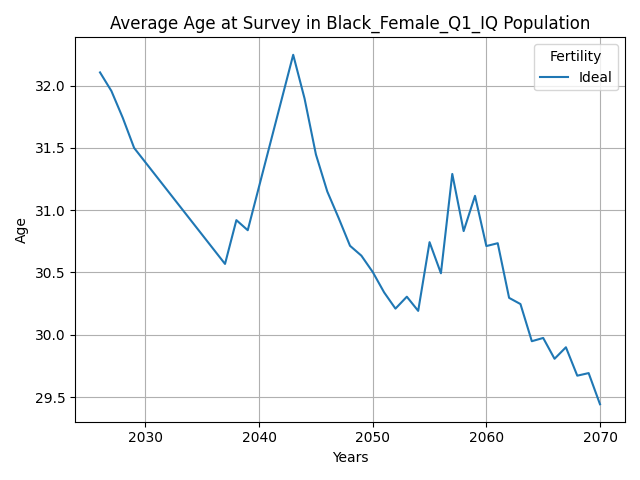 Average Age at Survey in Black_Female_Q1_IQ Population
Fertility
Ideal
Age
32.0
31.5
31.0
30.5
30.0
29.5
2030 2040 2050 2060 2070
Years